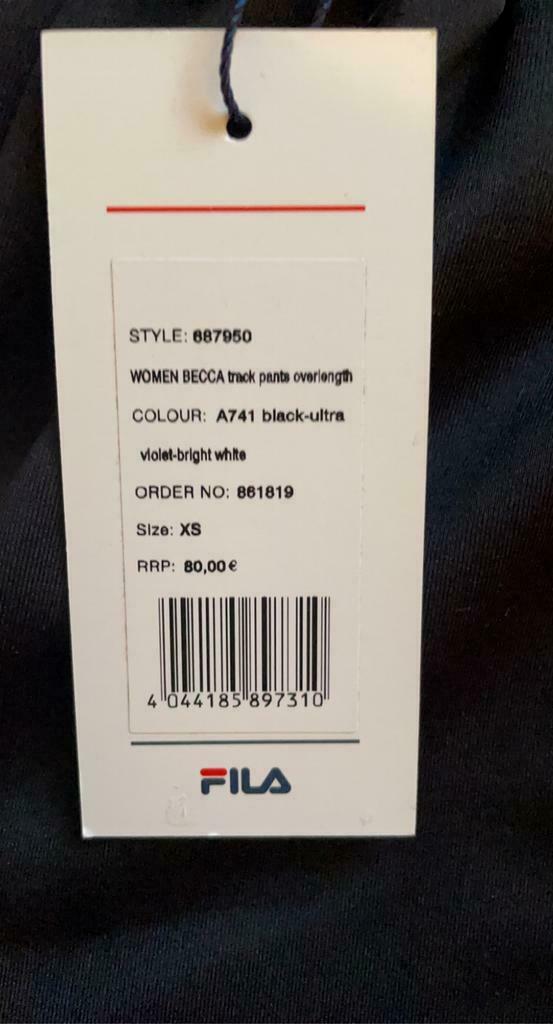 STYLE: 687950
WOMEN BECCA track pants overlength
COLOUR: A741 black-ultra
violet-bright white
ORDER NO: 861819
Size: XS
RRP: 80,00€
4 044185 897310
FILA